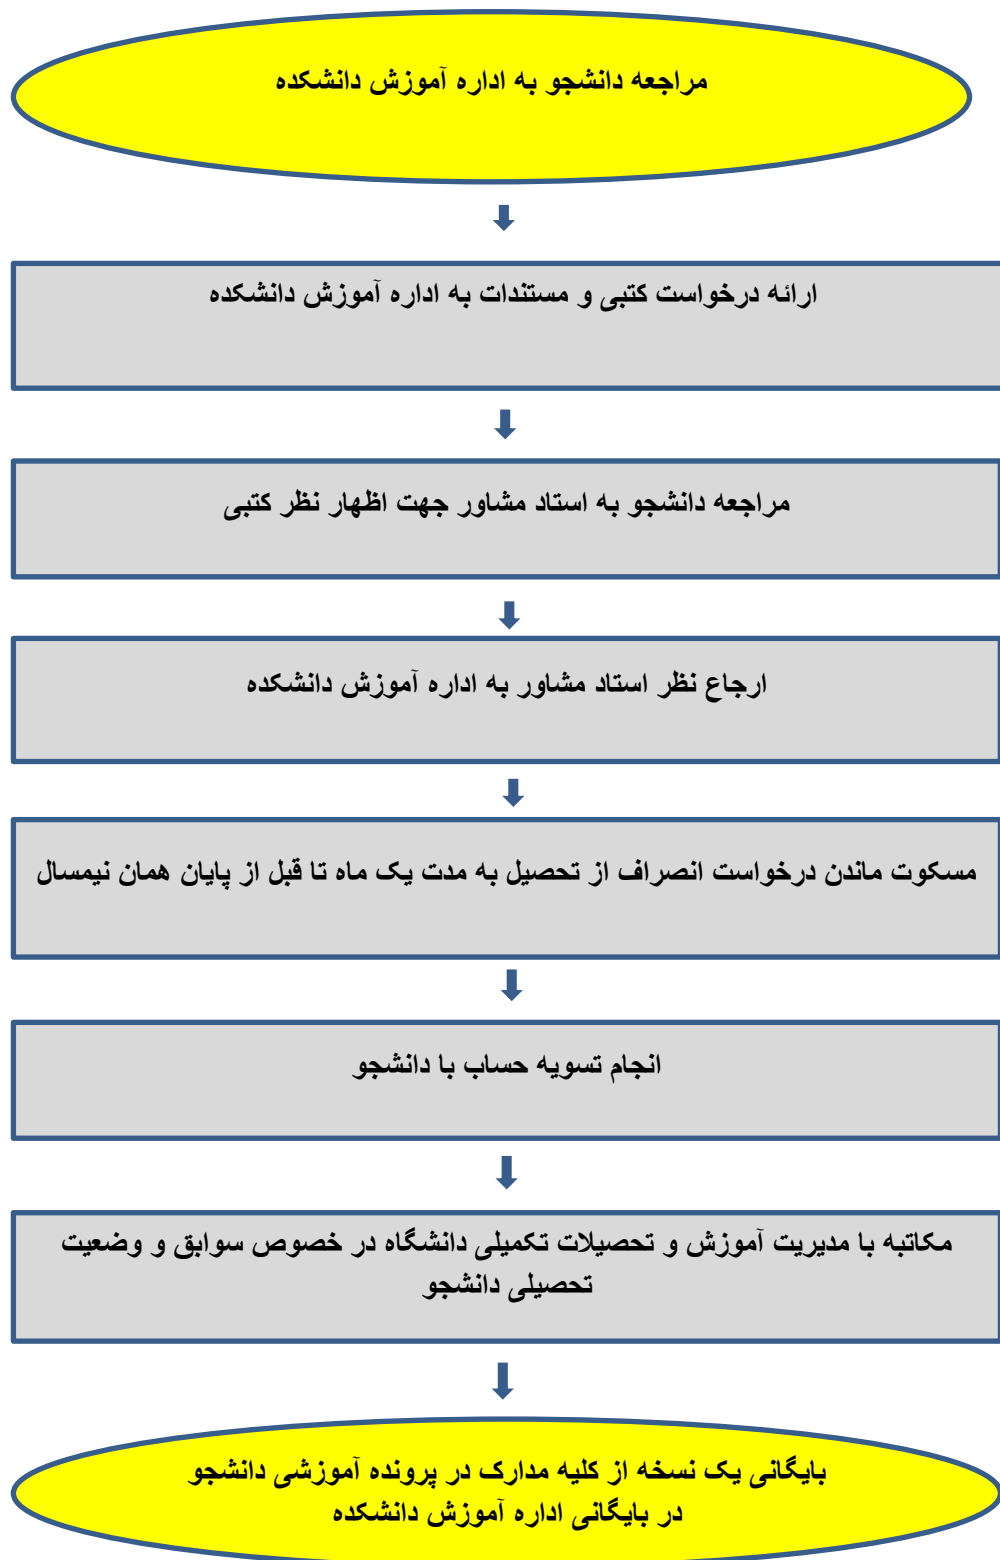 مراجعه دانشجو به اداره آموزش دانشکده
ارائه درخواست کتبی و مستندات به اداره آموزش دانشکده
مراجعه دانشجو به استاد مشاور جهت اظهار نظر کتبی
ارجاع نظر استاد مشاور به اداره آموزش دانشکده
مسکوت ماندن درخواست انصراف از تحصیل به مدت یک ماه تا قبل از پایان همان نیمسال
انجام تسویه حساب با دانشجو
مکاتبه با مدیریت آموزش و تحصیلات تکمیلی دانشگاه در خصوص سوابق و وضعیت
تحصیلی دانشجو
بایگانی یک نسخه از کلیه مدارک در پرونده آموزشی دانشجو
در بایگانی اداره آموزش دانشکده